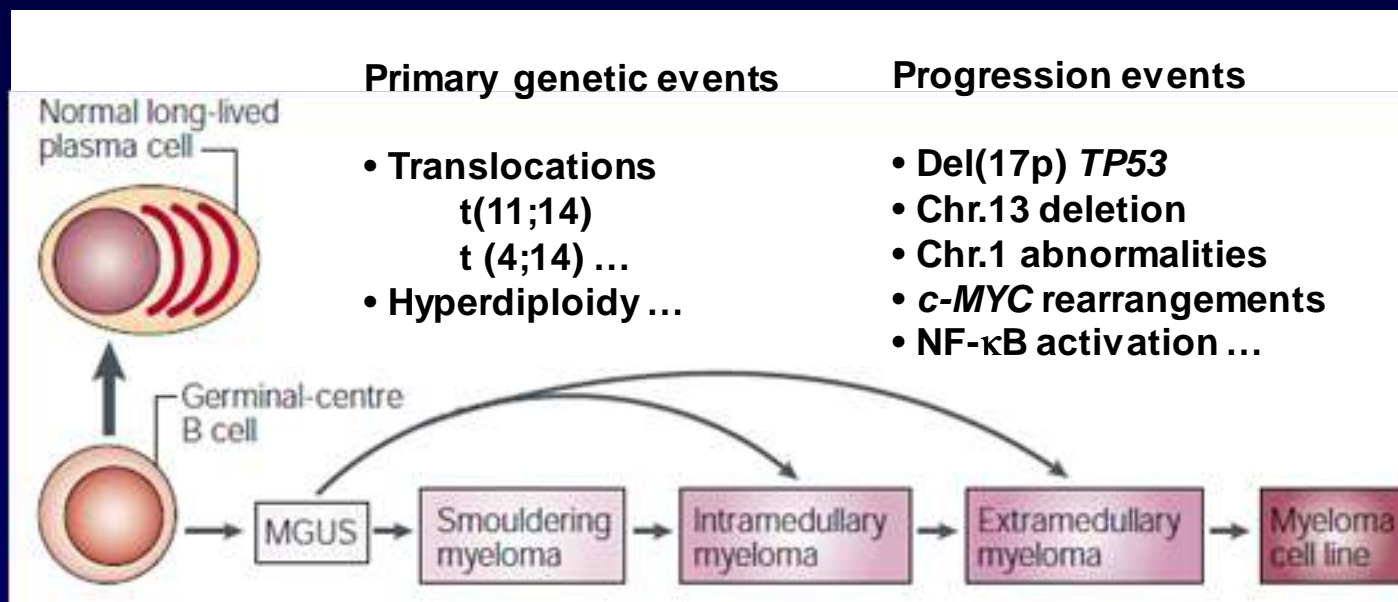 Primary genetic events
• Translocations
t(11;14)
t (4;14) …
• Hyperdiploidy …
Progression events
• Del(17p) TP53
• Chr.13 deletion
• Chr.1 abnormalities
• c-MYC rearrangements
• NF-κB activation …
Normal long-lived
plasma cell
Germinal-centre
B cell
MGUS
Smouldering
myeloma
Intramedullary
myeloma
Extramedullary
myeloma
Myeloma
cell line